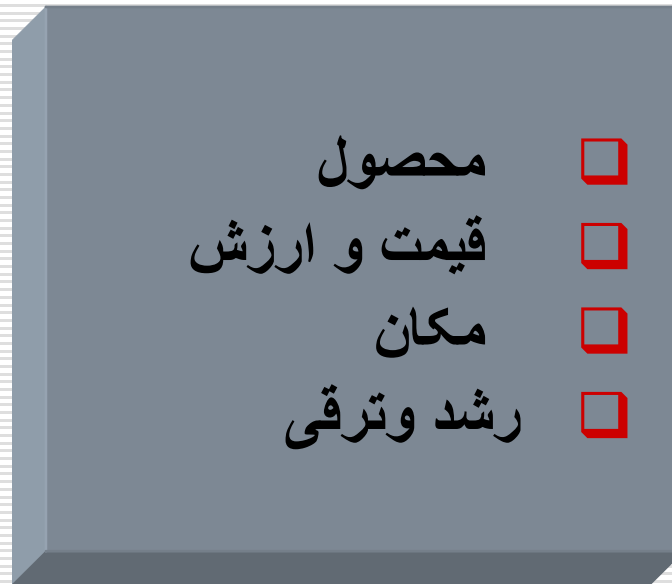 محصول
قیمت و ارزش
مکان
رشد وترقی